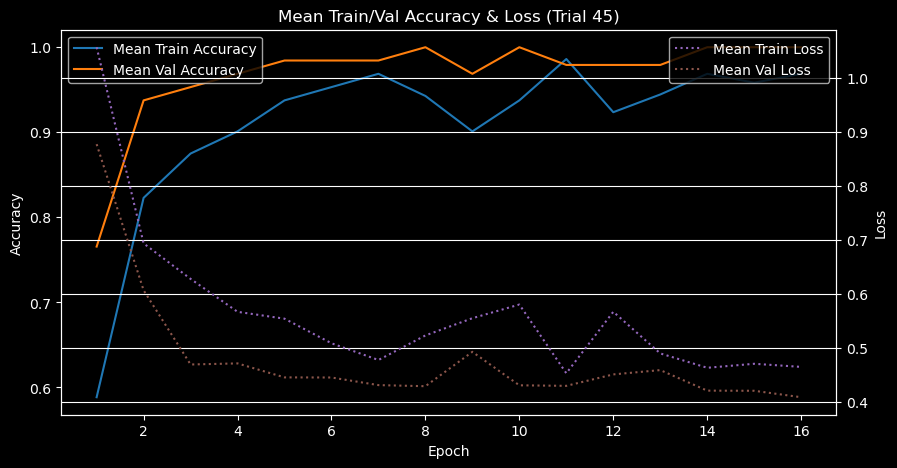 Mean Train/Val Accuracy & Loss (Trial 45)
Mean Train Accuracy
Mean Val Accuracy
Mean Train Loss
Mean Val Loss
1.0
0.9
0.8
0.7
0.6
Accuracy
1.0
0.9
0.8
0.7
0.6
0.5
0.4
Loss
2 4 6 8 10 12 14 16
Epoch